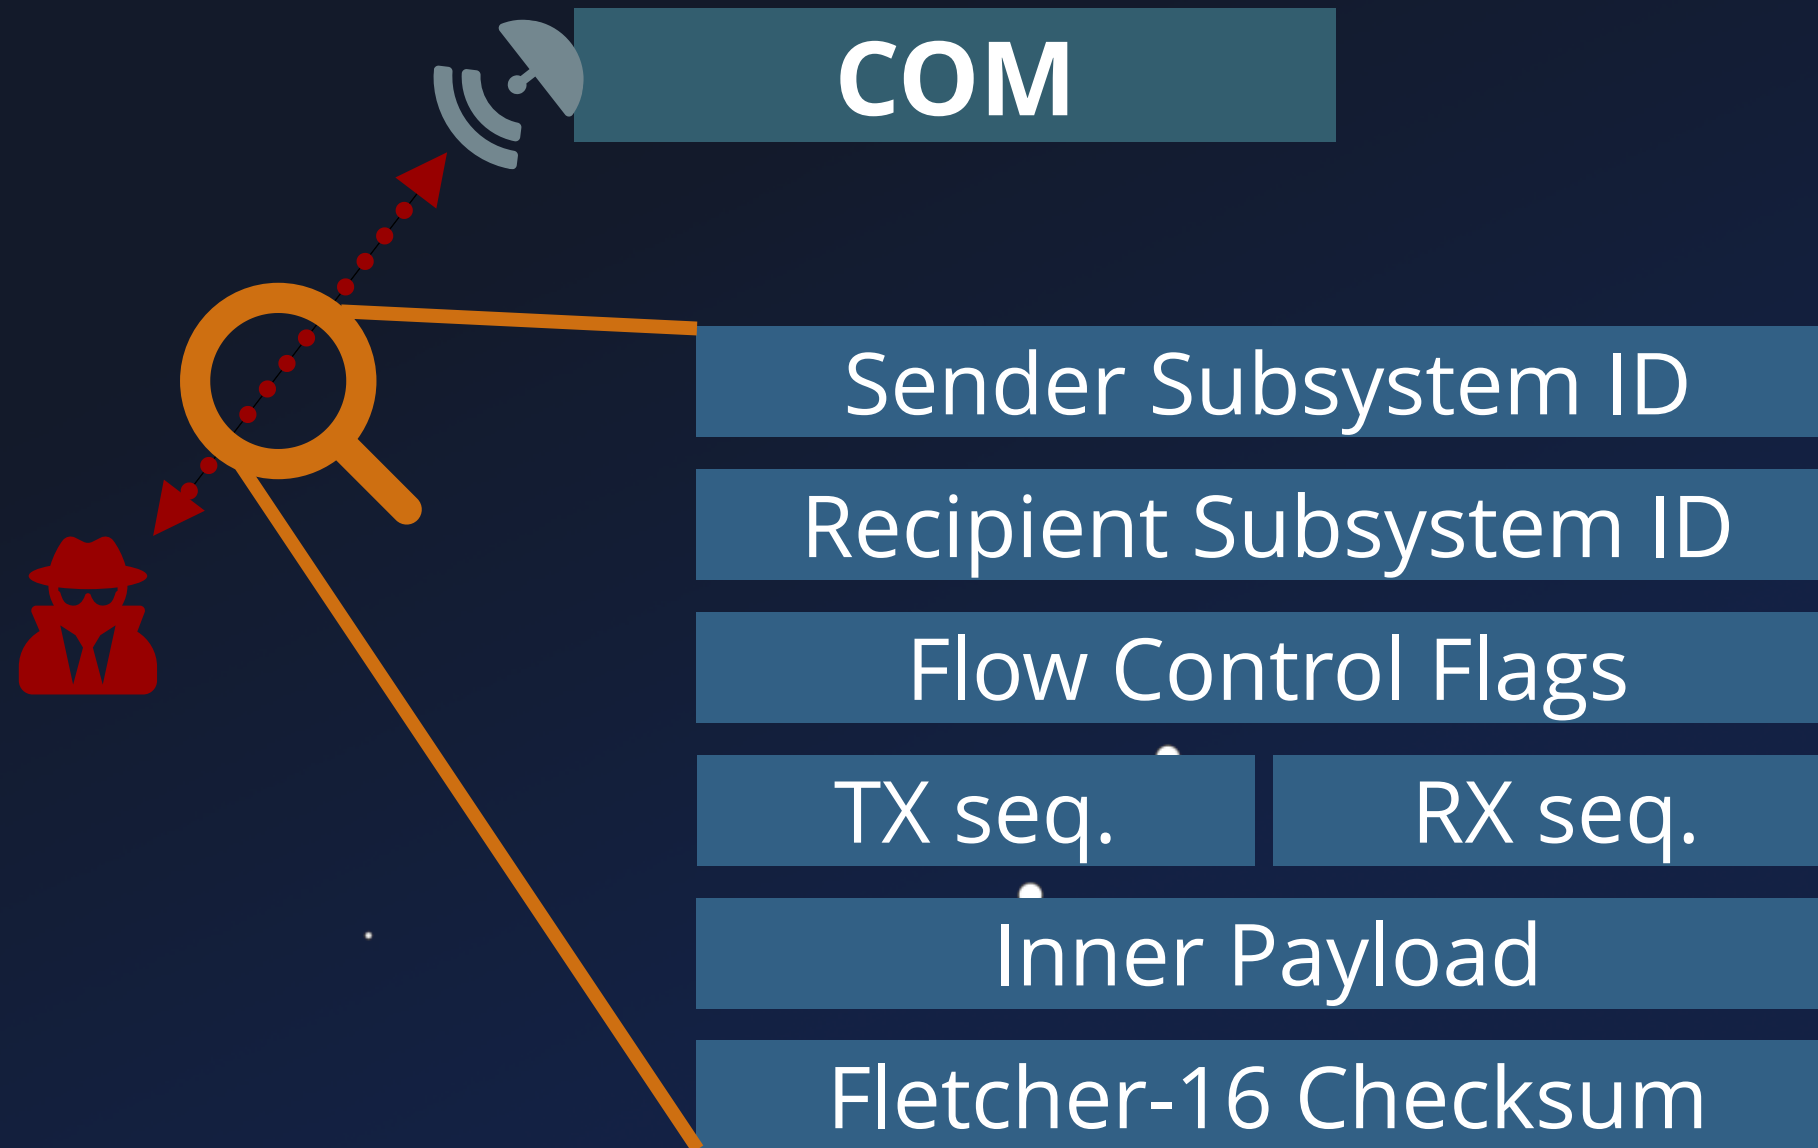 COM
Sender Subsystem ID
Recipient Subsystem ID
Flow Control Flags
TX seq.
RX seq.
Inner Payload
Fletcher-16 Checksum